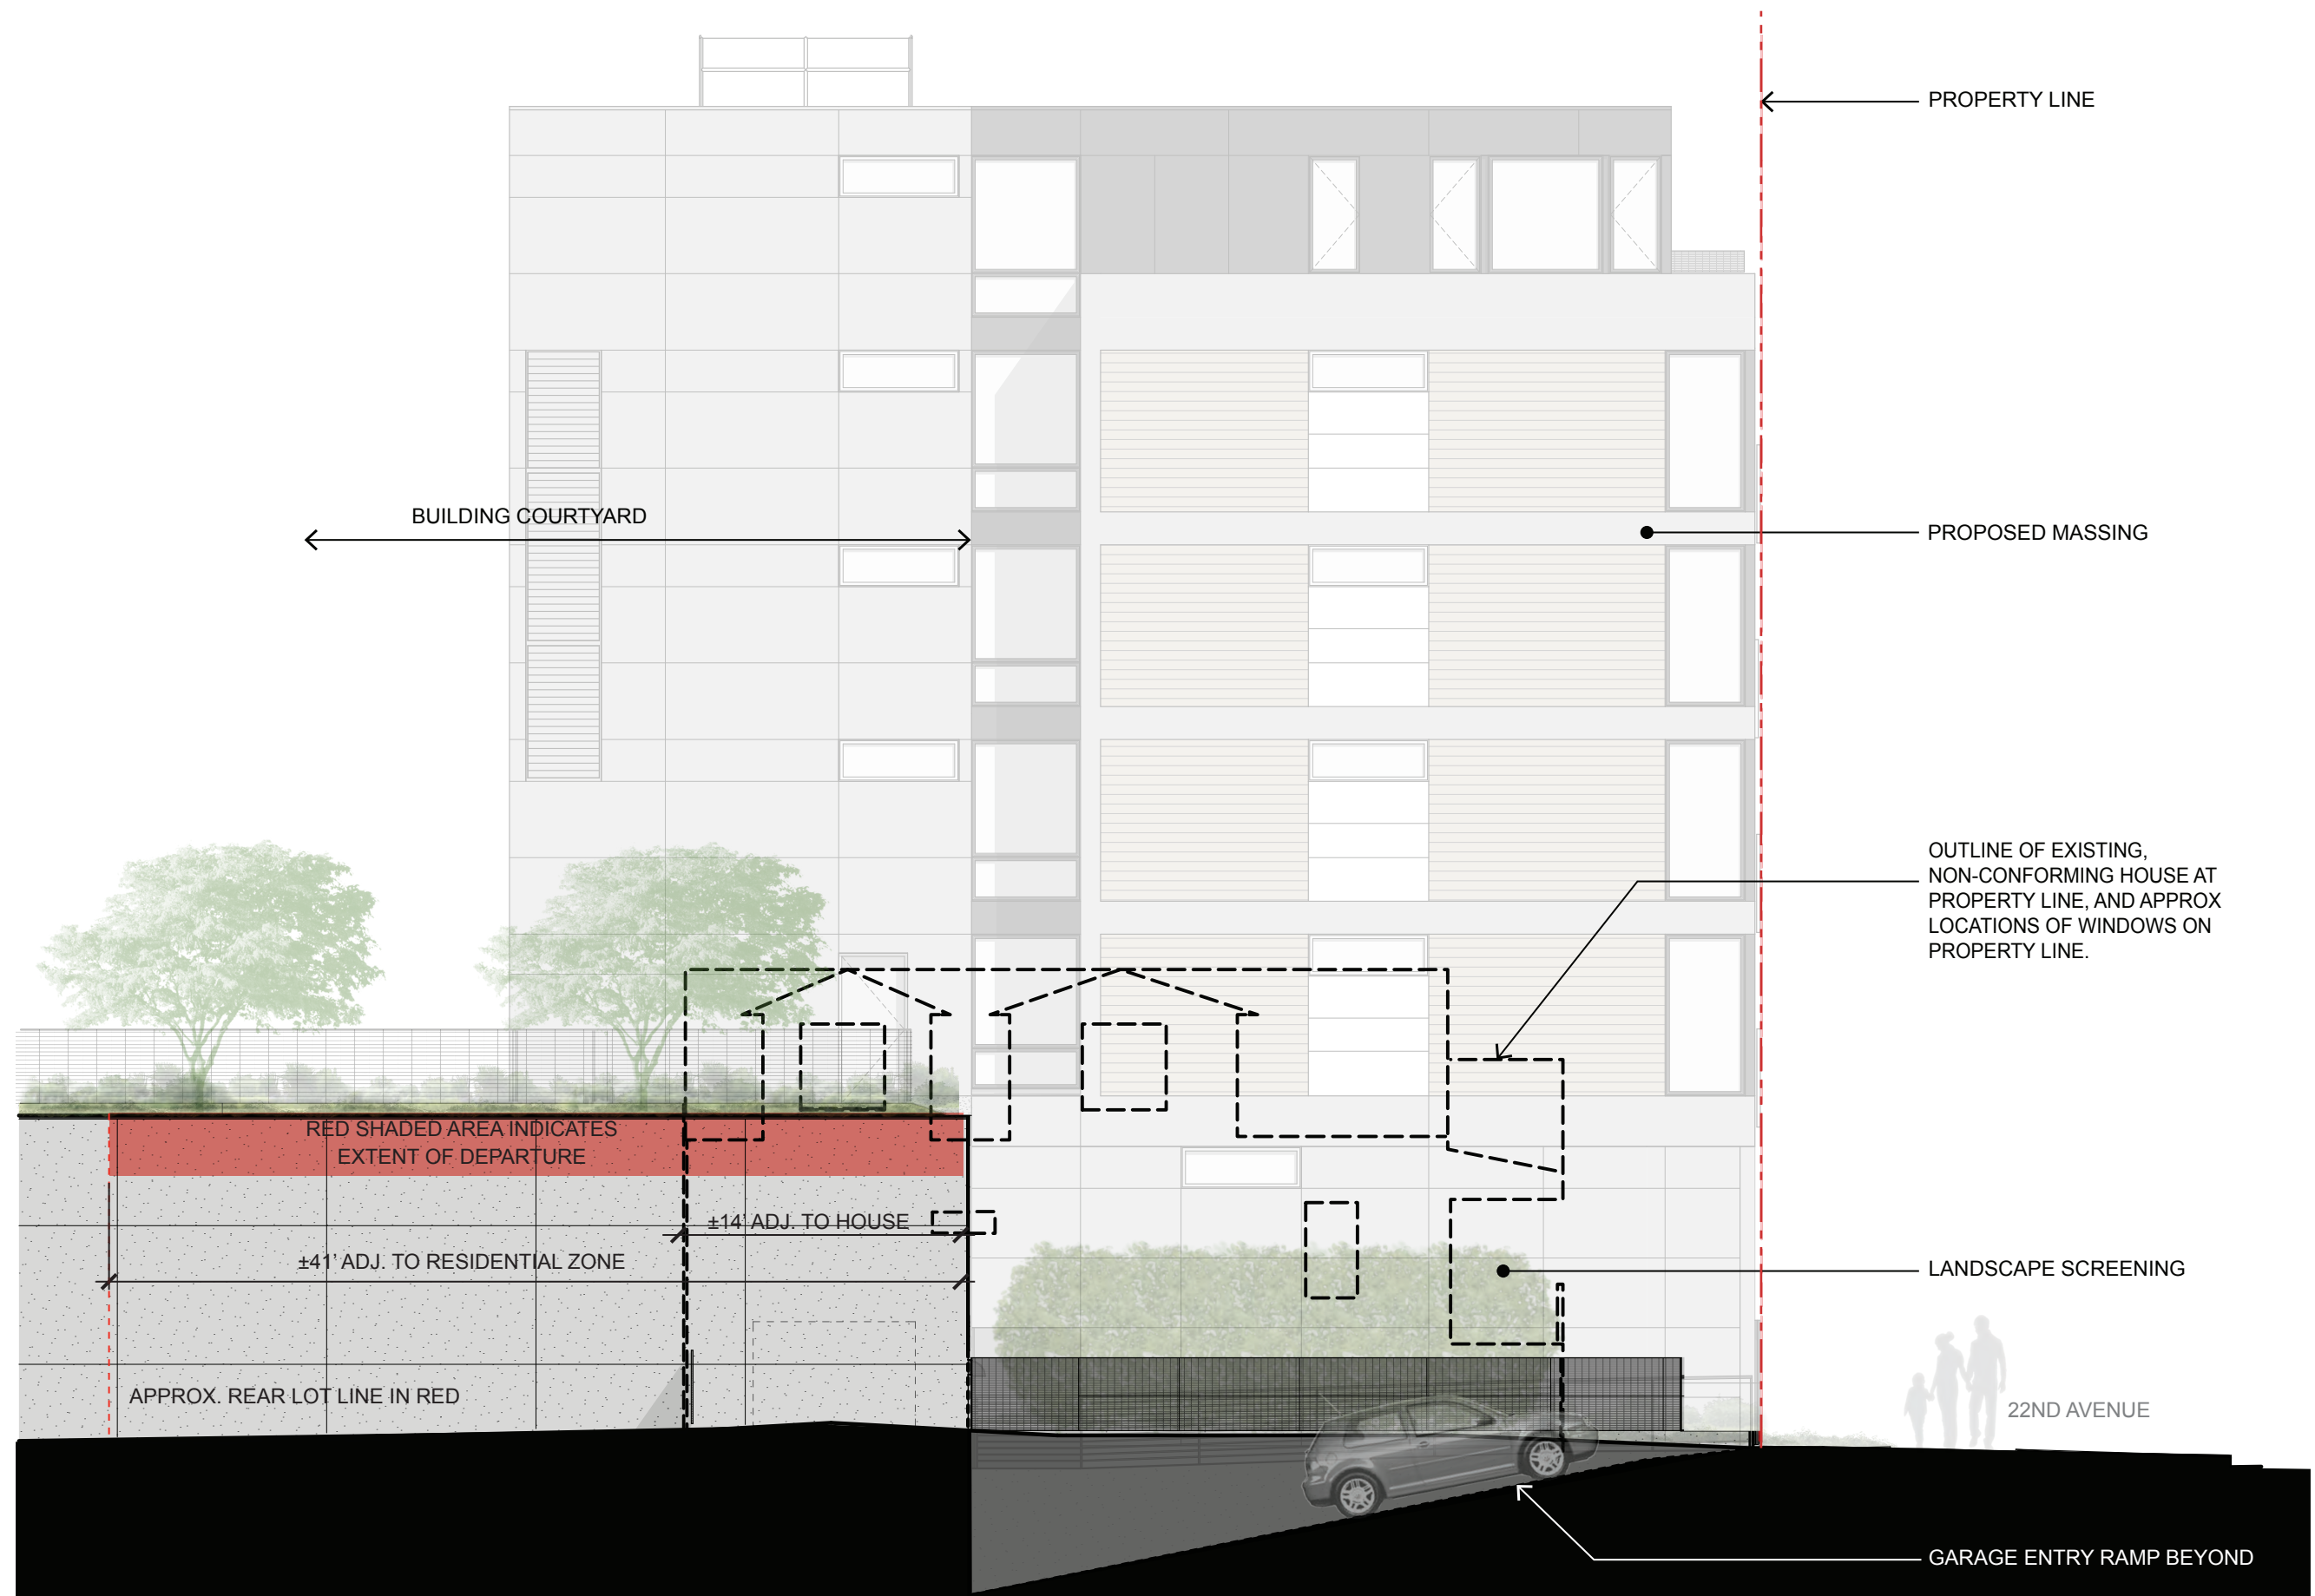 PROPERTY LINE
BUILDING COURTYARD
PROPOSED MASSING
OUTLINE OF EXISTING,
NON-CONFORMING HOUSE AT
PROPERTY LINE, AND APPROX
LOCATIONS OF WINDOWS ON
PROPERTY LINE.
RED SHADED AREA INDICATES
EXTENT OF DEPARTURE
±14' ADJ. TO HOUSE
±41' ADJ. TO RESIDENTIAL ZONE
LANDSCAPE SCREENING
APPROX. REAR LOT LINE IN RED
22ND AVENUE
GARAGE ENTRY RAMP BEYOND